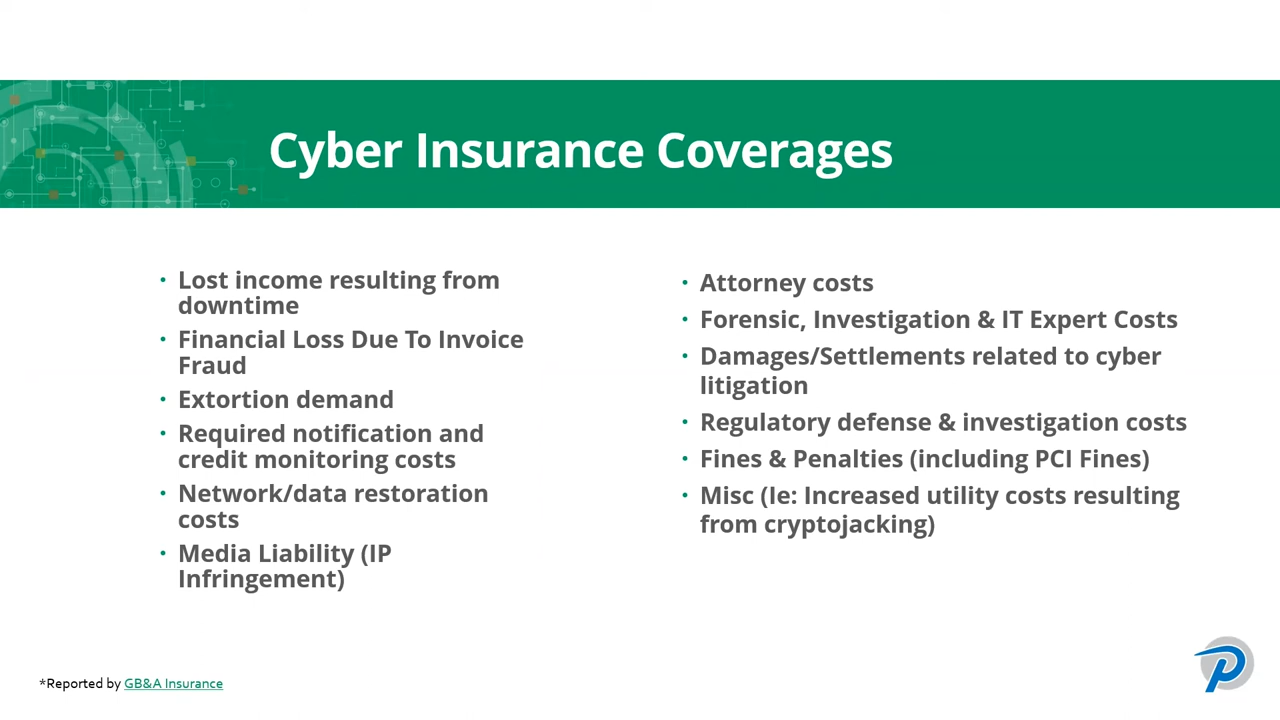 Cyber Insurance Coverages
• Lost income resulting from
downtime
• Financial Loss Due To Invoice
Fraud
• Extortion demand
• Required notification and
credit monitoring costs
• Network/data restoration
costs
• Media Liability (IP
Infringement)
• Attorney costs
• Forensic, Investigation & IT Expert Costs
• Damages/Settlements related to cyber
litigation
• Regulatory defense & investigation costs
• Fines & Penalties (including PCI Fines)
• Misc (Ie: Increased utility costs resulting
from cryptojacking)
*Reported by GB&A Insurance